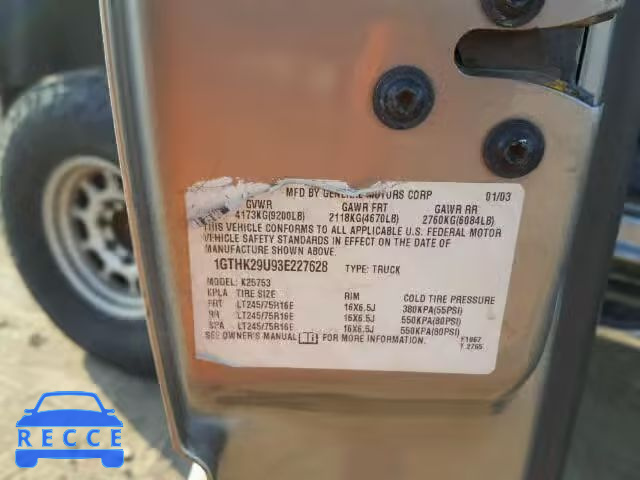 MFD BY GENERAL MOTORS CORP 01/03
GVWR GAWR FRT GAWR RR
4173KG(9200LB) 2118KG(4670LB) 2760KG(6084LB)
THIS VEHICLE CONFORMS TO ALL APPLICABLE U.S. FEDERAL MOTOR
VEHICLE SAFETY STANDARDS IN EFFECT ON THE DATE OF
MANUFACTURE SHOWN ABOVE.
1GTHK29U93E227628 TYPE: TRUCK
MODEL: K25753
KPLA TIRE SIZE RIM COLD TIRE PRESSURE
FRT LT245/75R16E 16X6.5J 380KPA(55PSI)
RR LT245/75R16E 16X6.5J 550KPA(80PSI)
SPA LT245/75R16E 16X6.5J 550KPA(80PSI)
SEE OWNER'S MANUAL FOR MORE INFORMATION.
RECCE